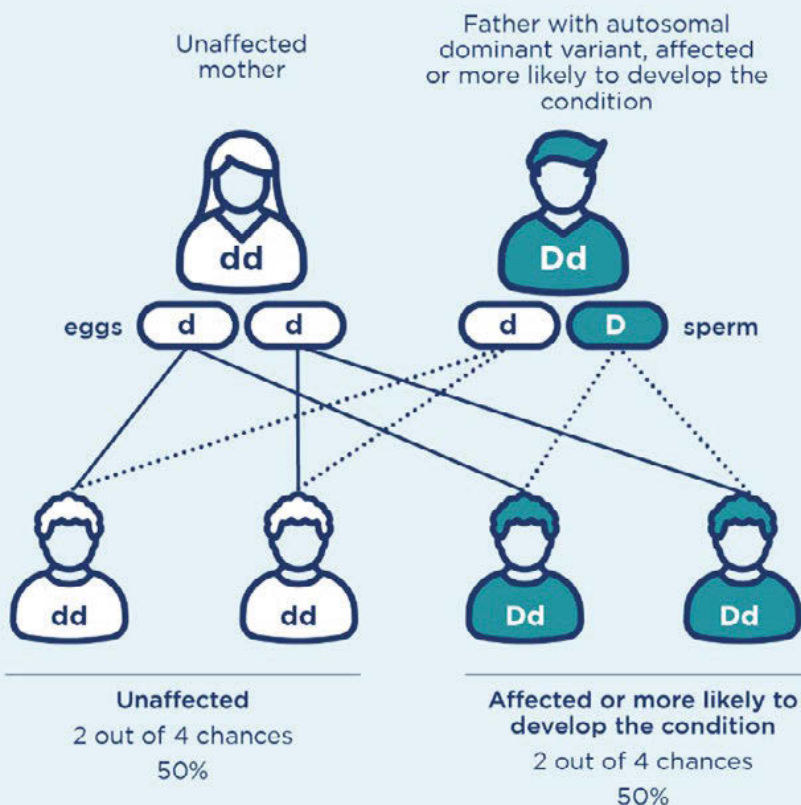 Unaffected
mother
Father with autosomal
dominant variant, affected
or more likely to develop the
condition
dd
Dd
eggs
d
d
d
D
sperm
dd
dd
Dd
Dd
Unaffected
2 out of 4 chances
50%
Affected or more likely to
develop the condition
2 out of 4 chances
50%